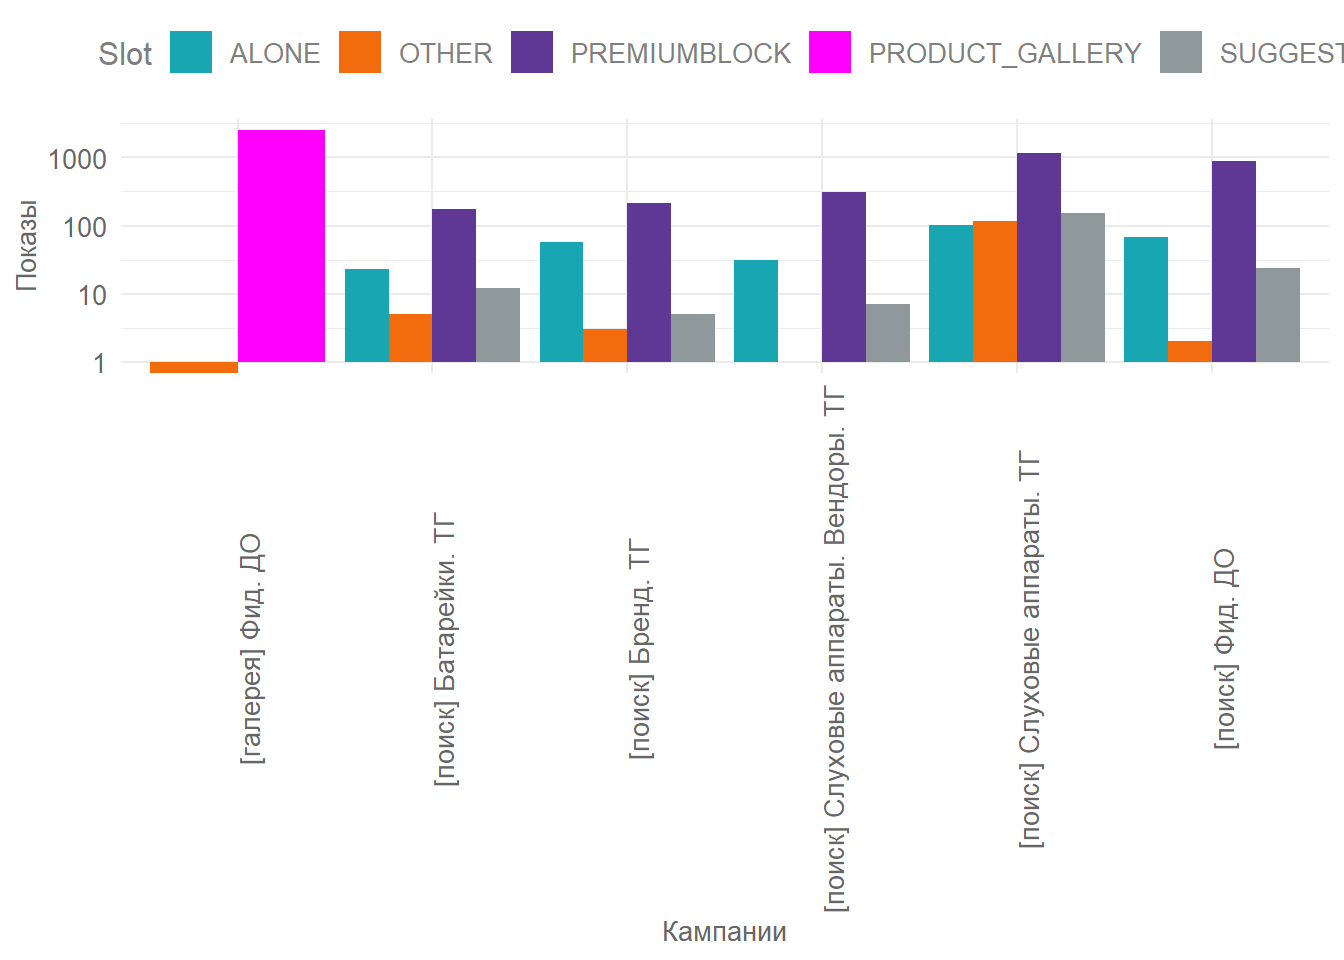 Slot ALONE OTHER PREMIUMBLOCK PRODUCT_GALLERY SUGGEST
Показы
1000
100
10
1
[галерея] Фид. ДО
[поиск] Батарейки. ТГ
[поиск] Бренд. ТГ
[поиск] Слуховые аппараты. Вендоры. ТГ
[поиск] Слуховые аппараты. ТГ
[поиск] Фид. ДО
Кампании